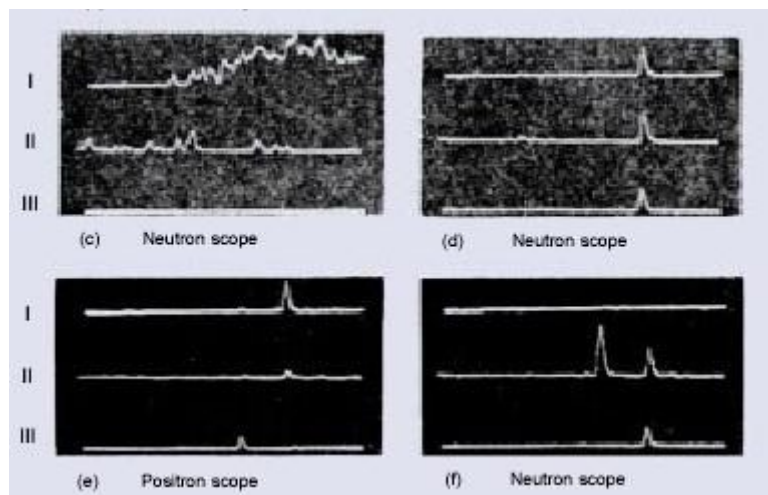 I
II
III
(c) Neutron scope
(d) Neutron scope
I
II
III
(e) Positron scope
(f) Neutron scope